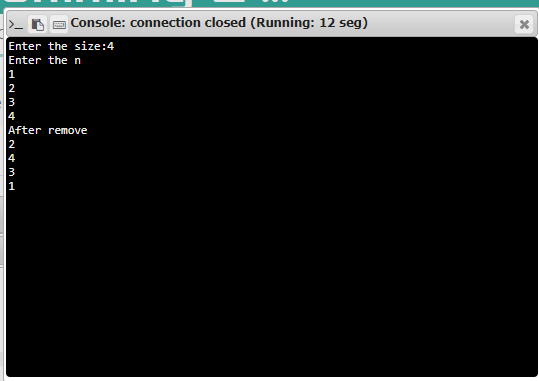 >_ Console: connection closed (Running: 12 seg)
Enter the size:4
Enter the n
1
2
3
4
After remove
2
4
3
1